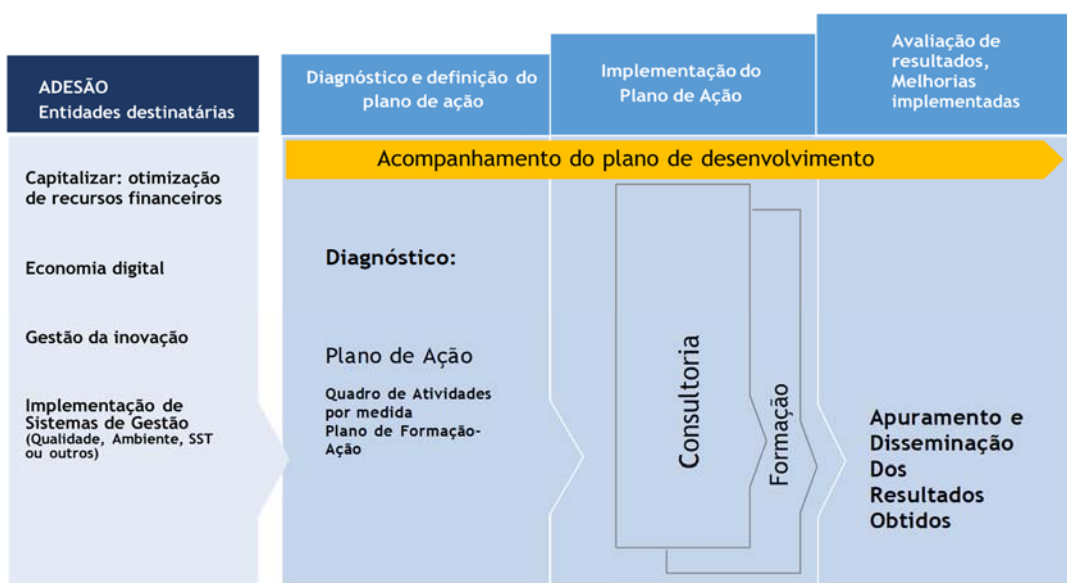 ADESÃO
Entidades destinatárias
Capitalizar: otimização
de recursos financeiros
Economia digital
Gestão da inovação
Implementação de
Sistemas de Gestão
(Qualidade, Ambiente, SST
ou outros)
Diagnóstico e definição do
plano de ação
Implementação do
Plano de Ação
Avaliação de
resultados,
Melhorias
implementadas
Acompanhamento do plano de desenvolvimento
Diagnóstico:
Plano de Ação
Quadro de Atividades
por medida
Plano de Formação-
Ação
Consultoria
Formação
Apuramento e
Disseminação
Dos
Resultados
Obtidos